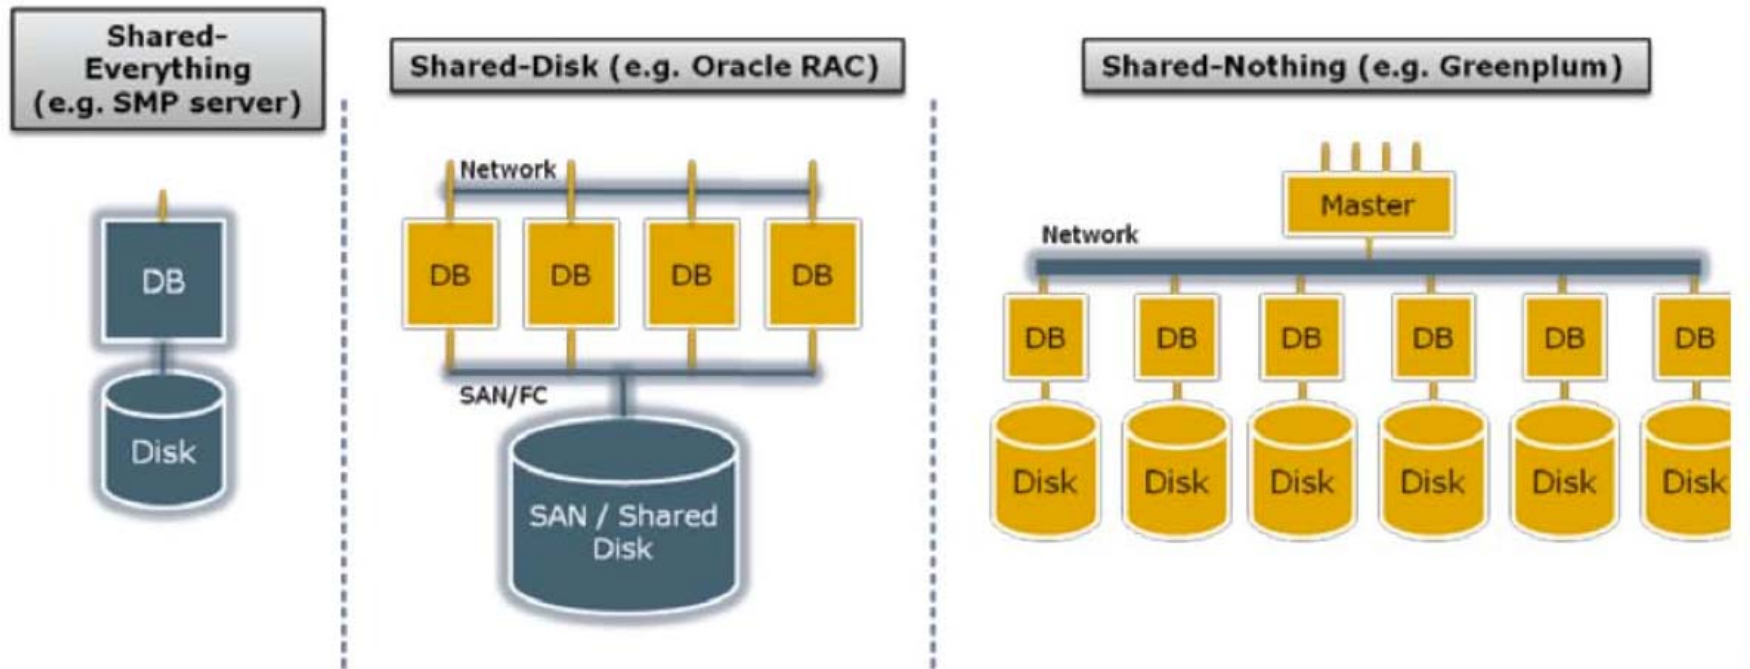 Shared-
Everything
(e.g. SMP server)
DB
Disk
Shared-Disk (e.g. Oracle RAC)
Network
DB DB DB DB
SAN/FC
SAN / Shared
Disk
Shared-Nothing (e.g. Greenplum)
Master
Network
DB DB DB DB DB DB
Disk Disk Disk Disk Disk Disk